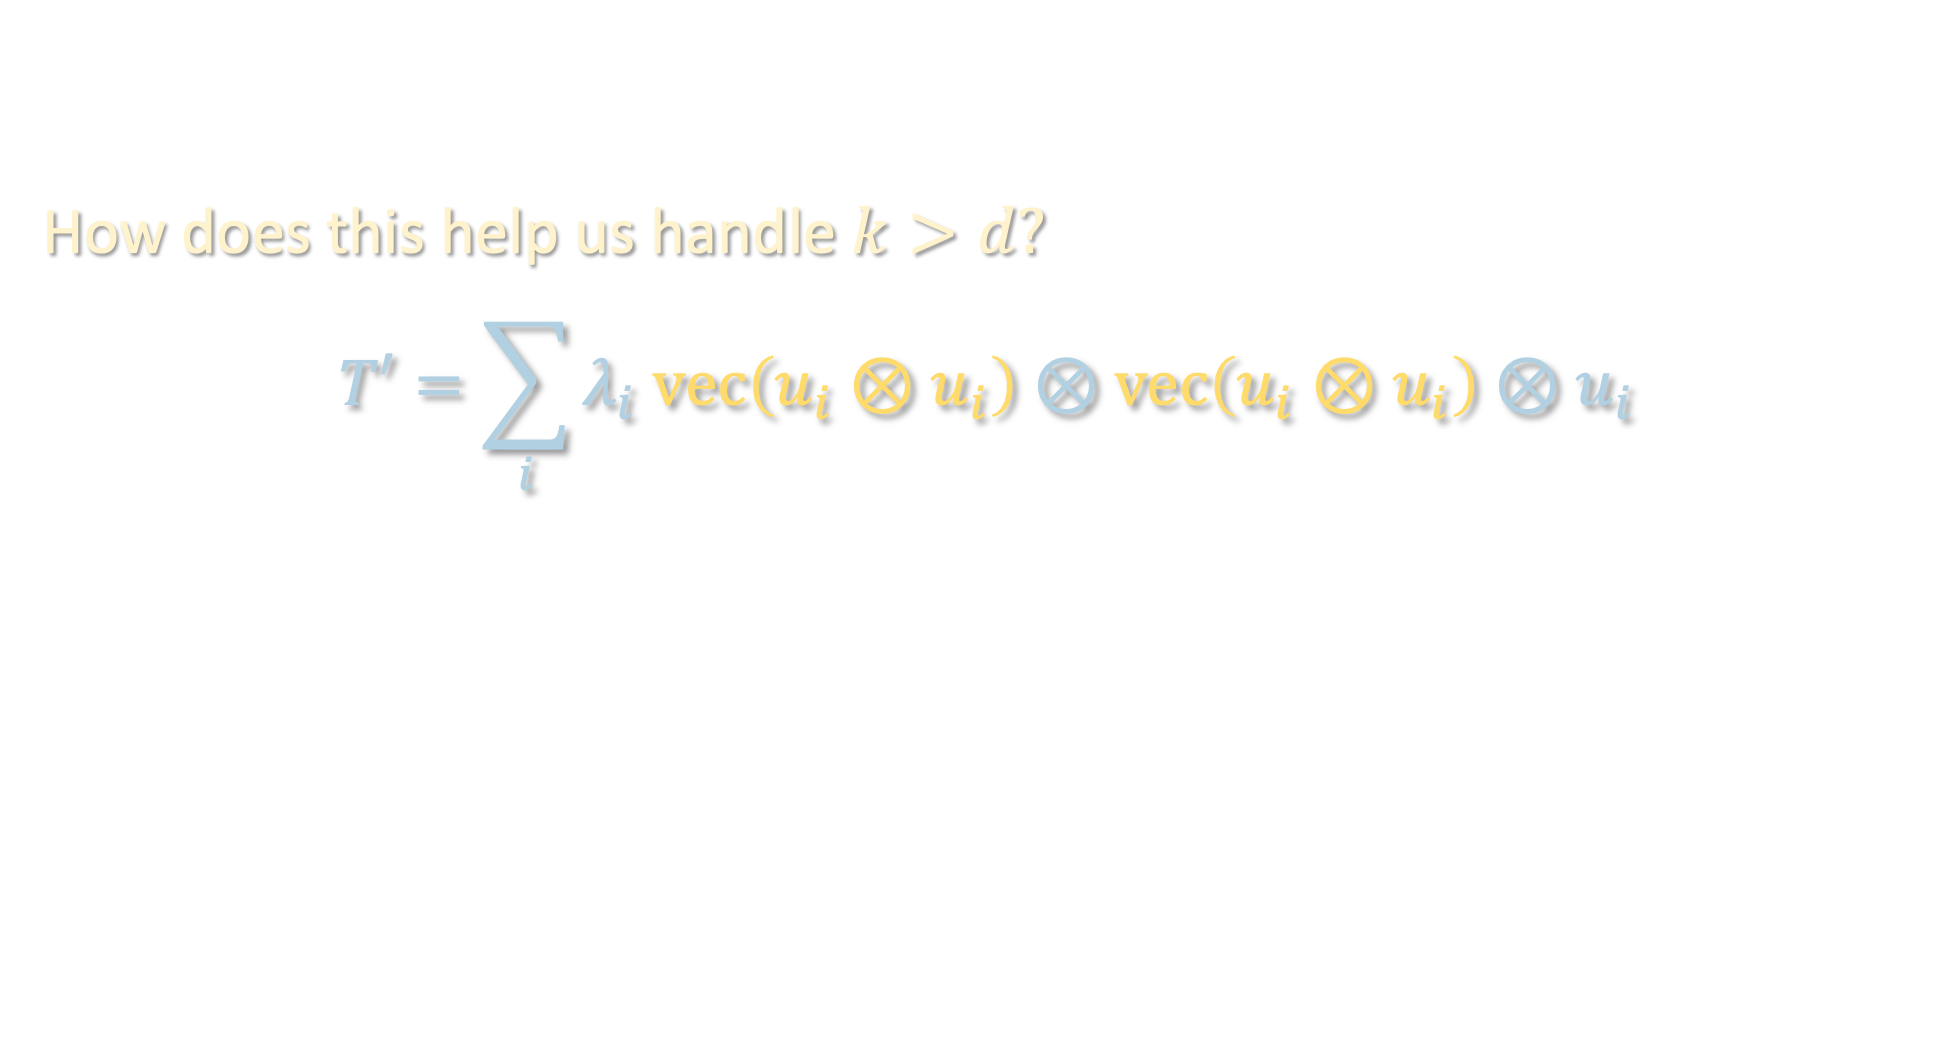 How does this help us handle 𝑘 > 𝑑?
𝑇′ = ∑ᵢ 𝜆ᵢ vec(𝑢ᵢ ⊗ 𝑢ᵢ) ⊗ vec(𝑢ᵢ ⊗ 𝑢ᵢ) ⊗ 𝑢ᵢ